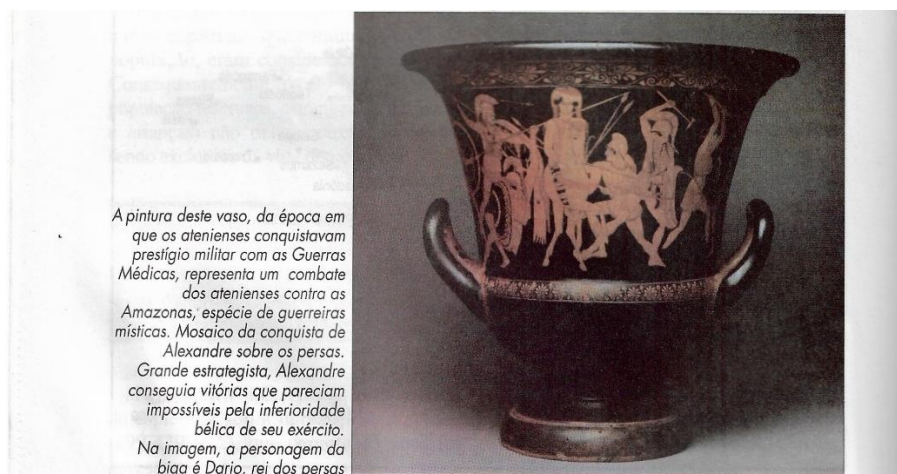 A pintura deste vaso, da época em
que os atenienses conquistavam
prestígio militar com as Guerras
Médicas, representa um combate
dos atenienses contra as
Amazonas, espécie de guerreiras
místicas. Mosaico da conquista de
Alexandre sobre os persas.
Grande estrategista, Alexandre
conseguia vitórias que pareciam
impossíveis pela inferioridade
bélica de seu exército.
Na imagem, a personagem da
biga é Dario, rei dos persas